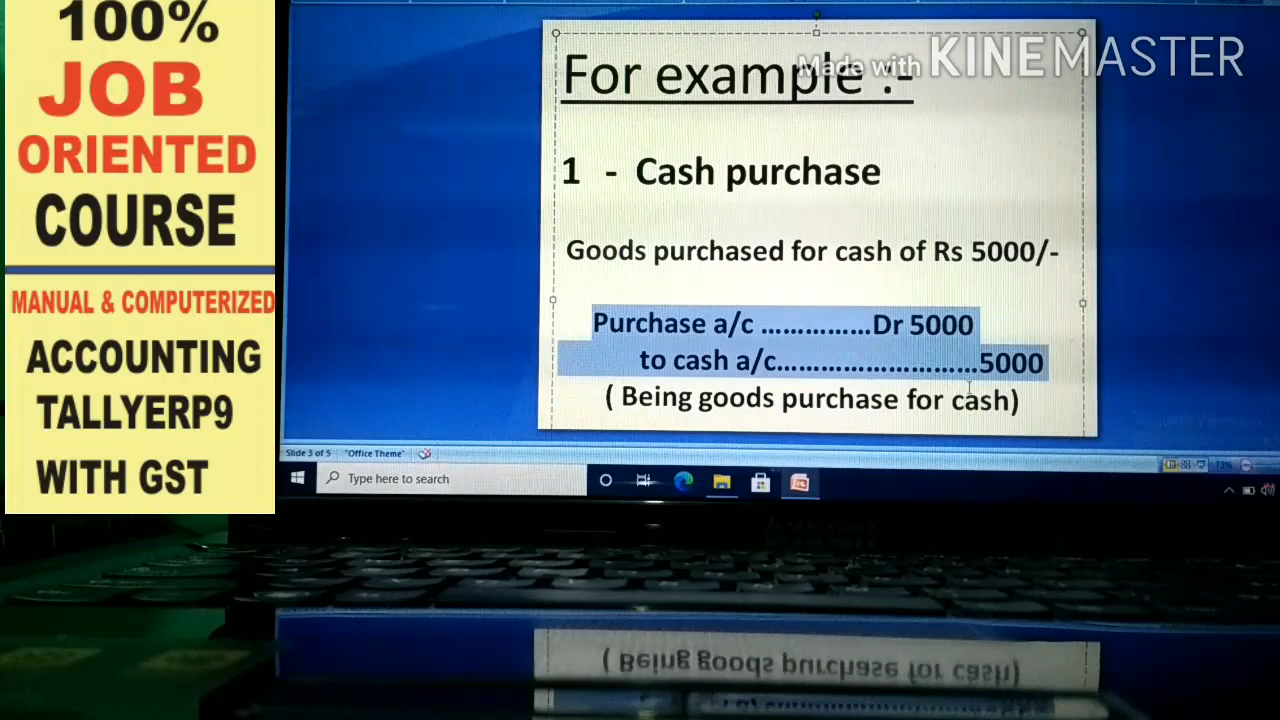 100%
JOB
ORIENTED
COURSE
MANUAL & COMPUTERIZED
ACCOUNTING
TALLYERP9
WITH GST
Made with KINEMASTER
For example :-
1 - Cash purchase
Goods purchased for cash of Rs 5000/-
Purchase a/c ...............Dr 5000
to cash a/c...........................5000
( Being goods purchase for cash)
Slide 3 of 5 "Office Theme"
73%
Type here to search
( Being goods purchase for cash)